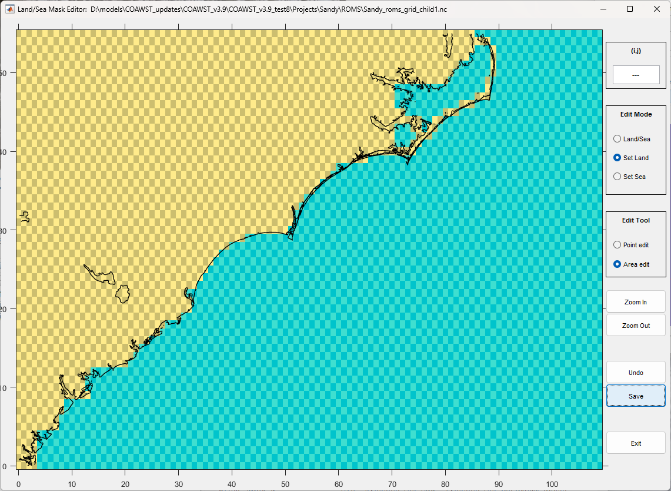 Land/Sea Mask Editor: D:\models\COAWST_updates\COAWST_v3.9\COAWST_v3.9_test8\Projects\Sandy\ROMS\Sandy_roms_grid_child1.nc
(i,j)
---
Edit Mode
Land/Sea
Set Land
Set Sea
Edit Tool
Point edit
Area edit
Zoom In
Zoom Out
Undo
Save
Exit
50
40
30
20
10
0
0 10 20 30 40 50 60 70 80 90 100